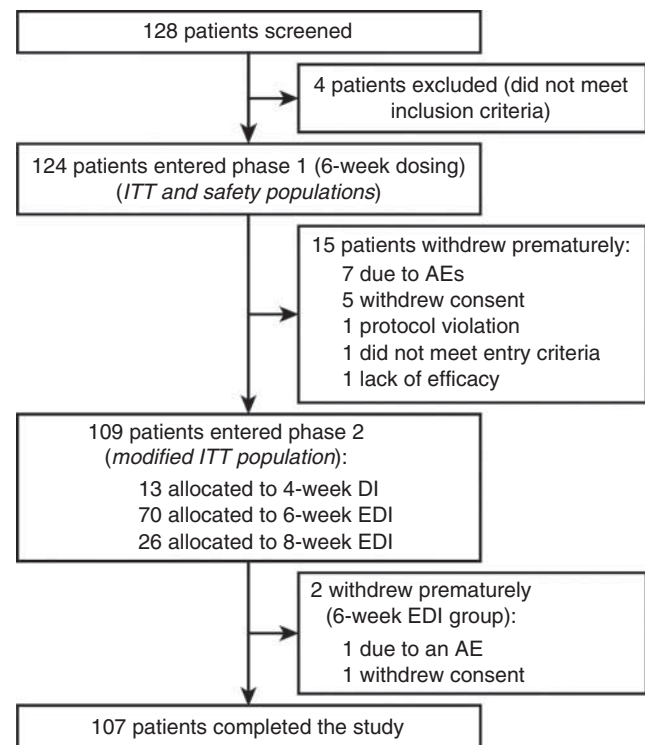 128 patients screened
4 patients excluded (did not meet
inclusion criteria)
124 patients entered phase 1 (6-week dosing)
(ITT and safety populations)
15 patients withdrew prematurely:
7 due to AEs
5 withdrew consent
1 protocol violation
1 did not meet entry criteria
1 lack of efficacy
109 patients entered phase 2
(modified ITT population):
13 allocated to 4-week DI
70 allocated to 6-week EDI
26 allocated to 8-week EDI
2 withdrew prematurely
(6-week EDI group):
1 due to an AE
1 withdrew consent
107 patients completed the study